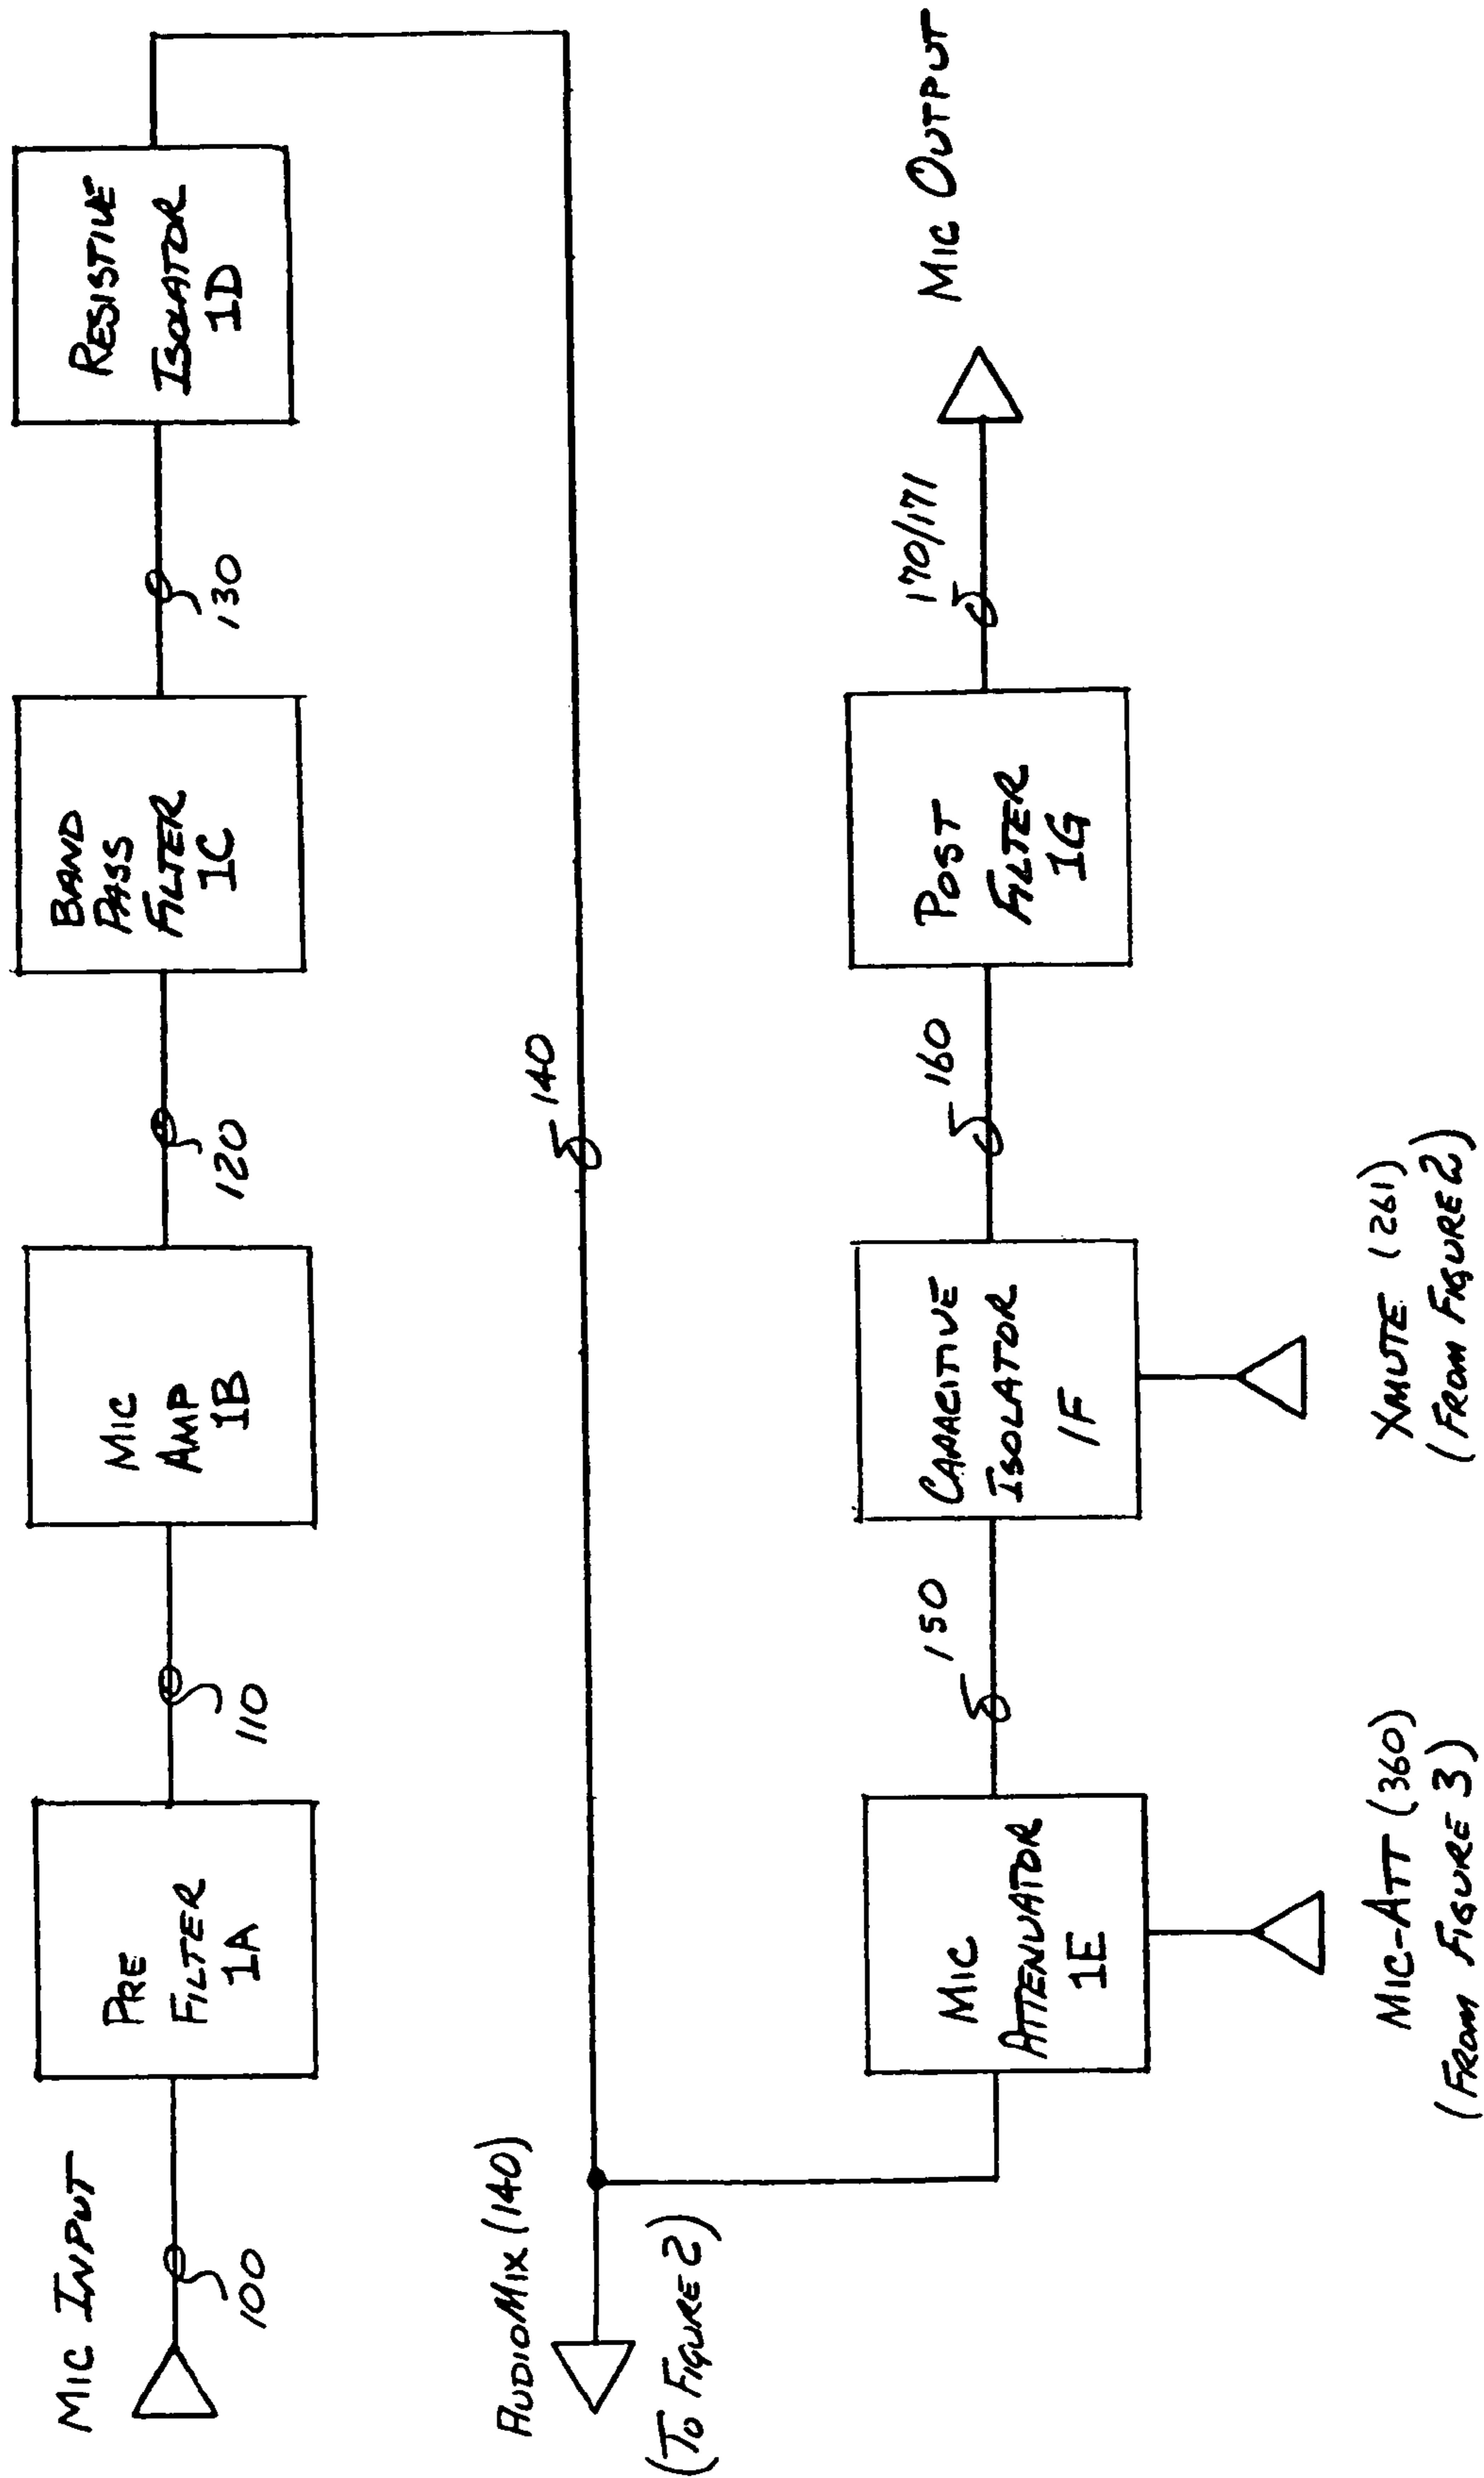 Mic Input
100
Pre
Filter
1A
110
Mic
Amp
1B
120
Band
Pass
Filter
1C
130
Resistive
Isolator
1D
140
AudioMix (140)
(To Figure 2)
Mic
Attenuator
1E
150
Capacitive
Isolator
1F
160
Post
Filter
1G
170/171
Mic Output
Mic-Att (360)
(From Figure 3)
Xmute (261)
(From Figure 2)